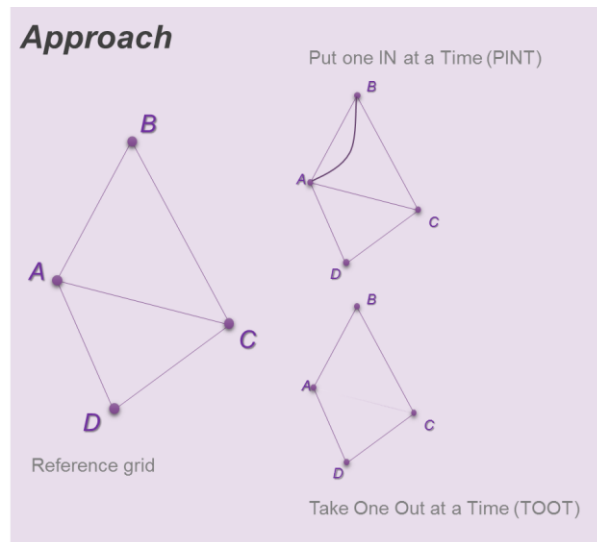 Approach
Put one IN at a Time (PINT)
B
A
C
D
B
A
C
D
Reference grid
B
A
C
D
Take One Out at a Time (TOOT)